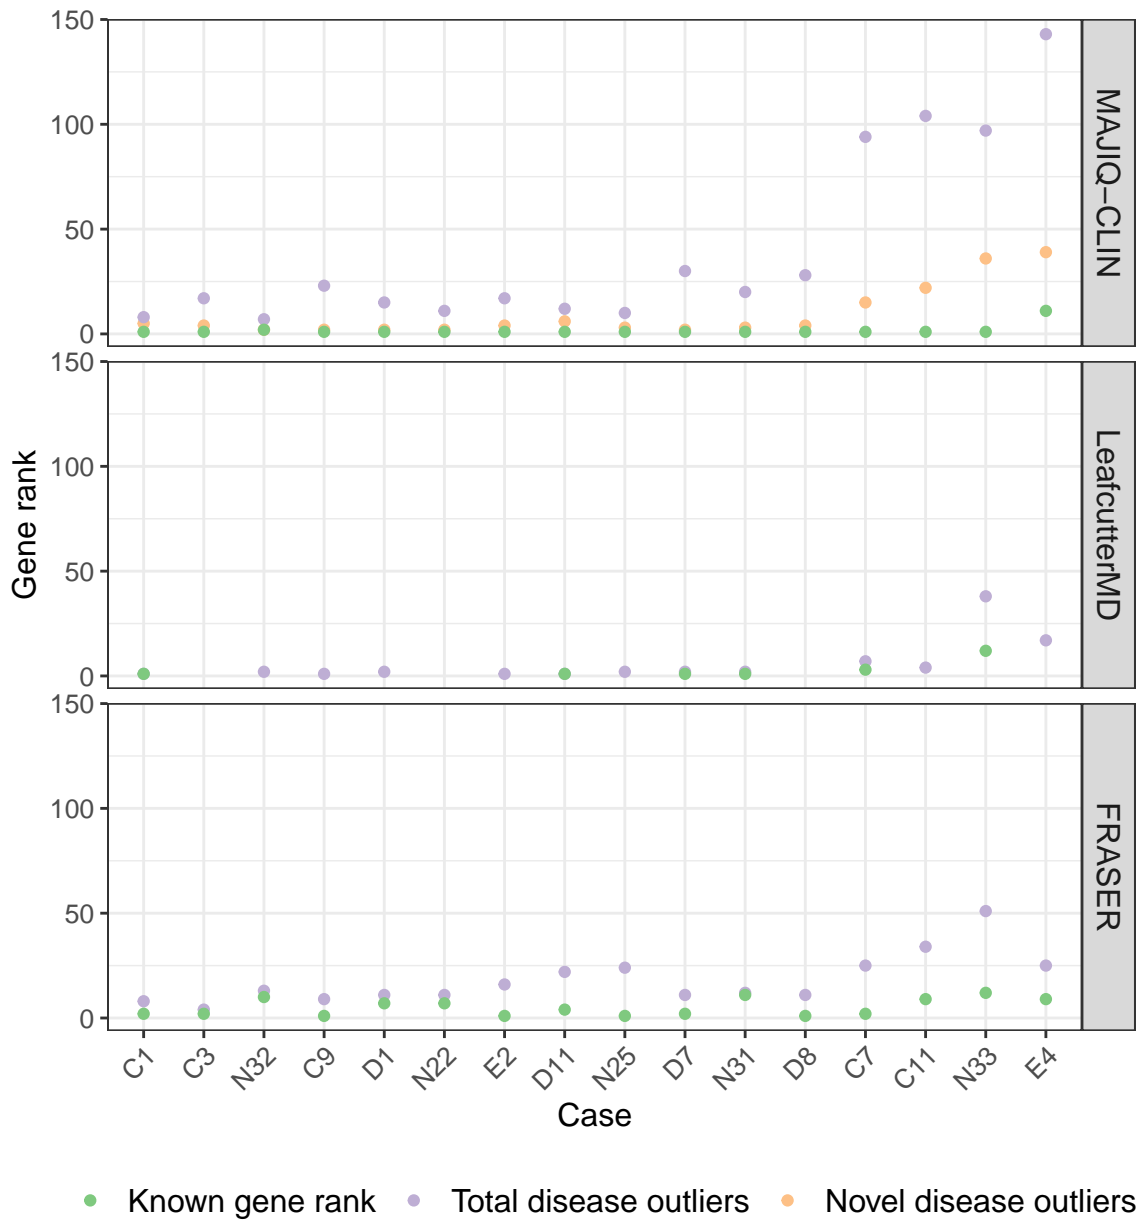 150
100
50
0
MAJIQ−CLIN
150
100
50
0
LeafcutterMD
Gene rank
150
100
50
0
FRASER
C1 C3 N32 C9 D1 N22 E2 D11 N25 D7 N31 D8 C7 C11 N33 E4
Case
Known gene rank Total disease outliers Novel disease outliers